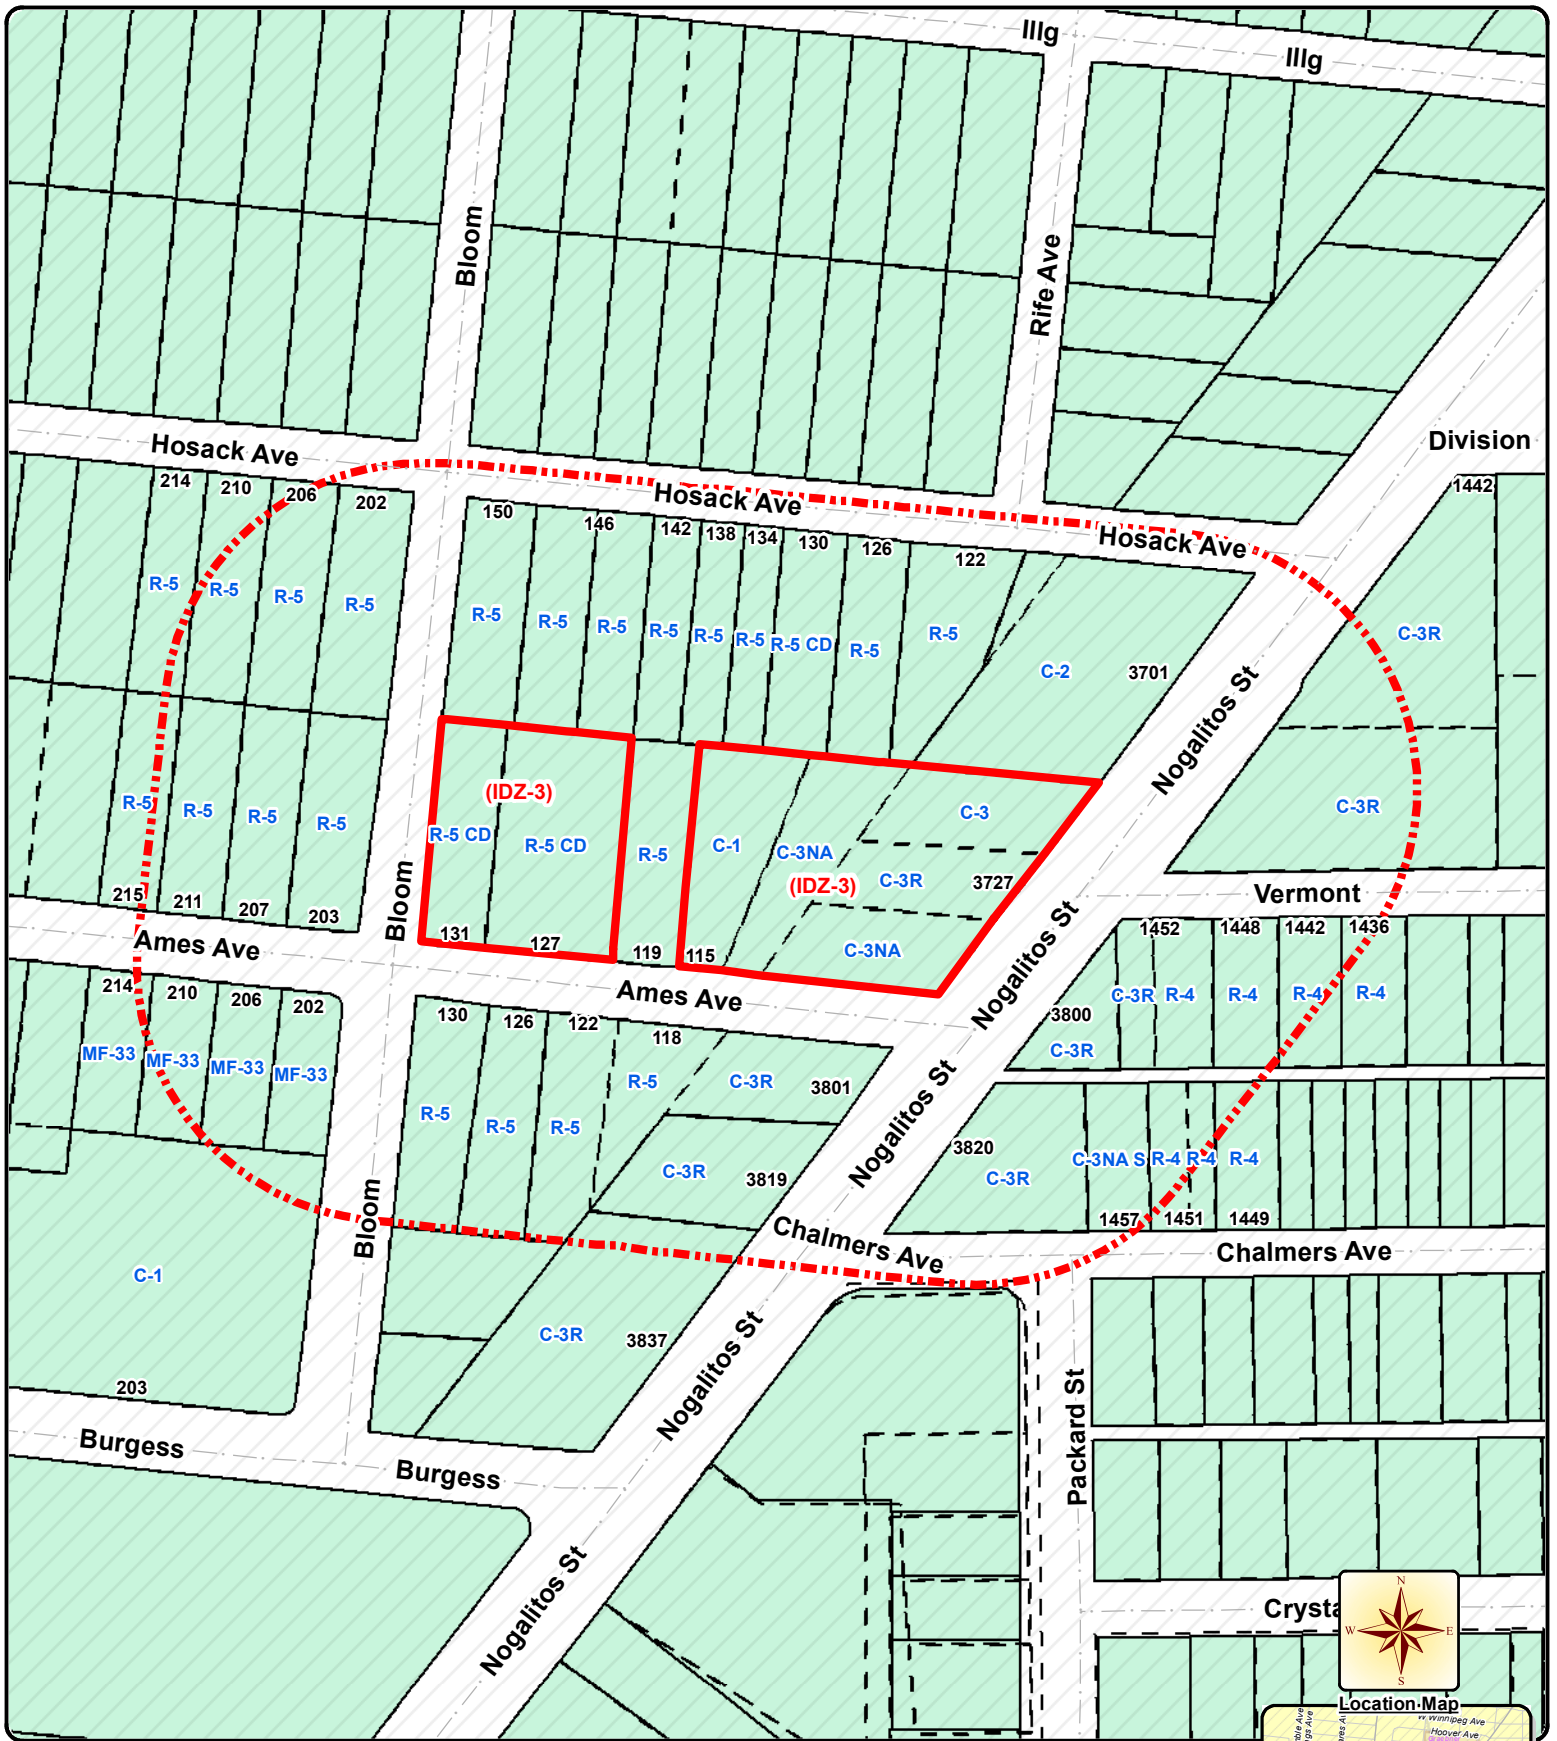 Illg
Illg
Bloom
Rife Ave
Division
Hosack Ave
Hosack Ave
Hosack Ave
214
210
206
202
150
146
142
138
134
130
126
122
1442
R-5
R-5
R-5
R-5
R-5
R-5
R-5
R-5
R-5
R-5
R-5 CD
R-5
R-5
C-2
3701
C-3R
Nogalitos St
(IDZ-3)
R-5 CD
R-5 CD
R-5
C-1
C-3NA
C-3
(IDZ-3)
C-3R
3727
C-3NA
C-3R
R-5
R-5
R-5
R-5
215
211
207
203
Bloom
131
127
119
115
Vermont
Ames Ave
Ames Ave
Nogalitos St
1452
1448
1442
1436
214
210
206
202
130
126
122
118
3800
C-3R
R-4
R-4
R-4
R-4
C-3R
MF-33
MF-33
MF-33
MF-33
R-5
R-5
R-5
R-5
C-3R
3801
Nogalitos St
3820
C-3R
C-3NA S
R-4
R-4
R-4
C-3R
3819
1457
1451
1449
Bloom
Chalmers Ave
Chalmers Ave
C-1
C-3R
3837
203
Nogalitos St
Packard St
Burgess
Burgess
Nogalitos St
Crysta
N
W
E
S
Location Map
W Winnipeg Ave
Hoover Ave